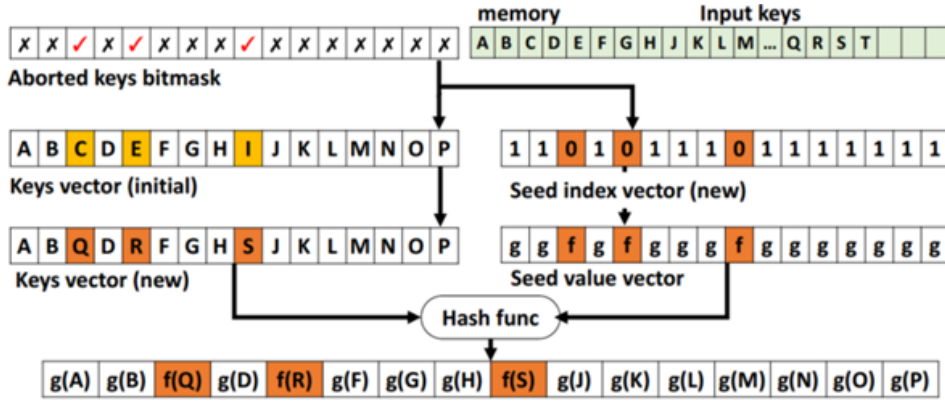 memory Input keys
✗ ✗ ✓ ✗ ✓ ✗ ✗ ✗ ✓ ✗ ✗ ✗ ✗ ✗ ✗ ✗
A B C D E F G H J K L M ... Q R S T
Aborted keys bitmask
A B C D E F G H I J K L M N O P
1 1 0 1 0 1 1 1 0 1 1 1 1 1 1 1
Keys vector (initial)
Seed index vector (new)
A B Q D R F G H S J K L M N O P
g g f g f g g g f g g g g g g g
Keys vector (new)
Seed value vector
Hash func
g(A) g(B) f(Q) g(D) f(R) g(F) g(G) g(H) f(S) g(J) g(K) g(L) g(M) g(N) g(O) g(P)